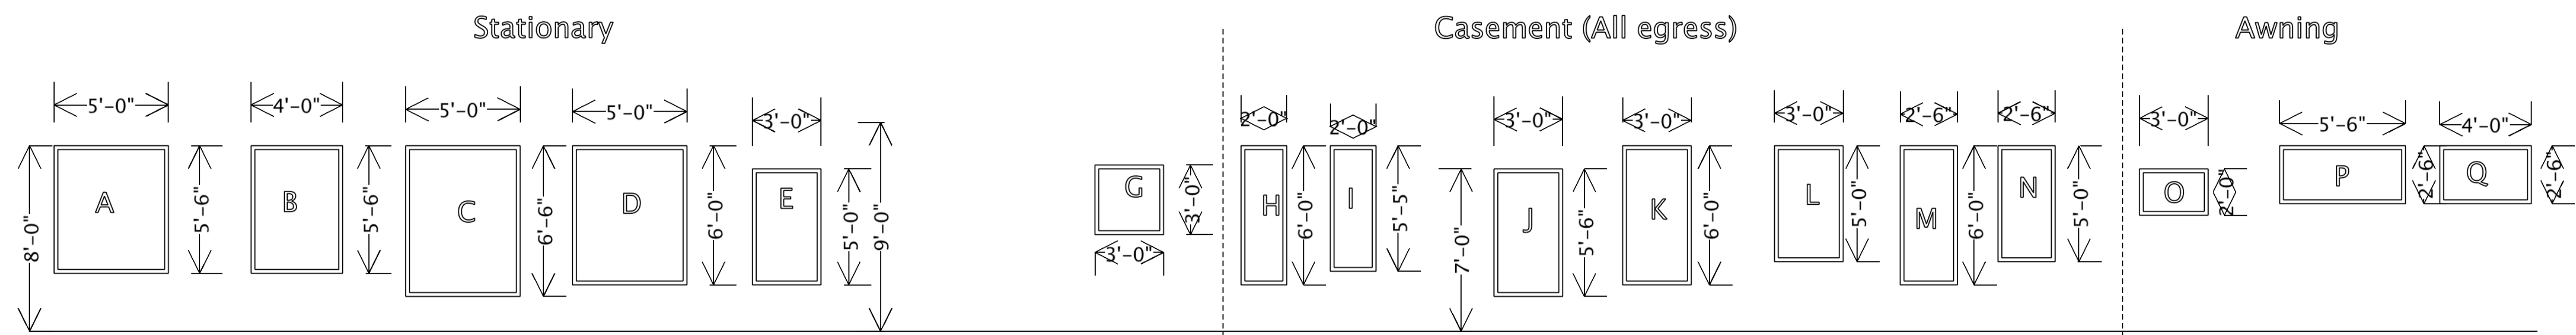 Stationary
Casement (All egress)
Awning
5'-0"
4'-0"
5'-0"
5'-0"
3'-0"
2'-0"
2'-0"
3'-0"
3'-0"
3'-0"
2'-6"
2'-6"
3'-0"
5'-6"
4'-0"
8'-0"
A
5'-6"
B
5'-6"
C
6'-6"
D
6'-0"
E
5'-0"
9'-0"
G
3'-0"
3'-0"
H
6'-0"
I
5'-5"
7'-0"
J
5'-6"
K
6'-0"
L
5'-0"
M
6'-0"
N
5'-0"
O
2'-0"
P
2'-6"
Q
2'-6"